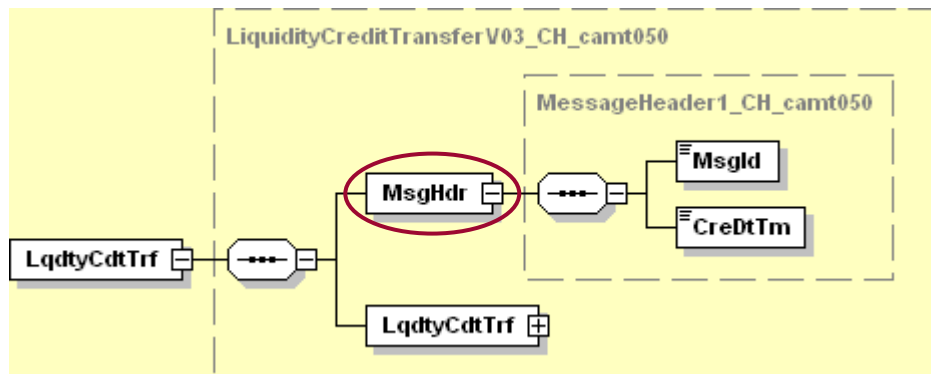 LiquidityCreditTransferV03_CH_camt050
MessageHeader1_CH_camt050
MsgId
MsgHdr
CreDtTm
LqdtyCdtTrf
LqdtyCdtTrf